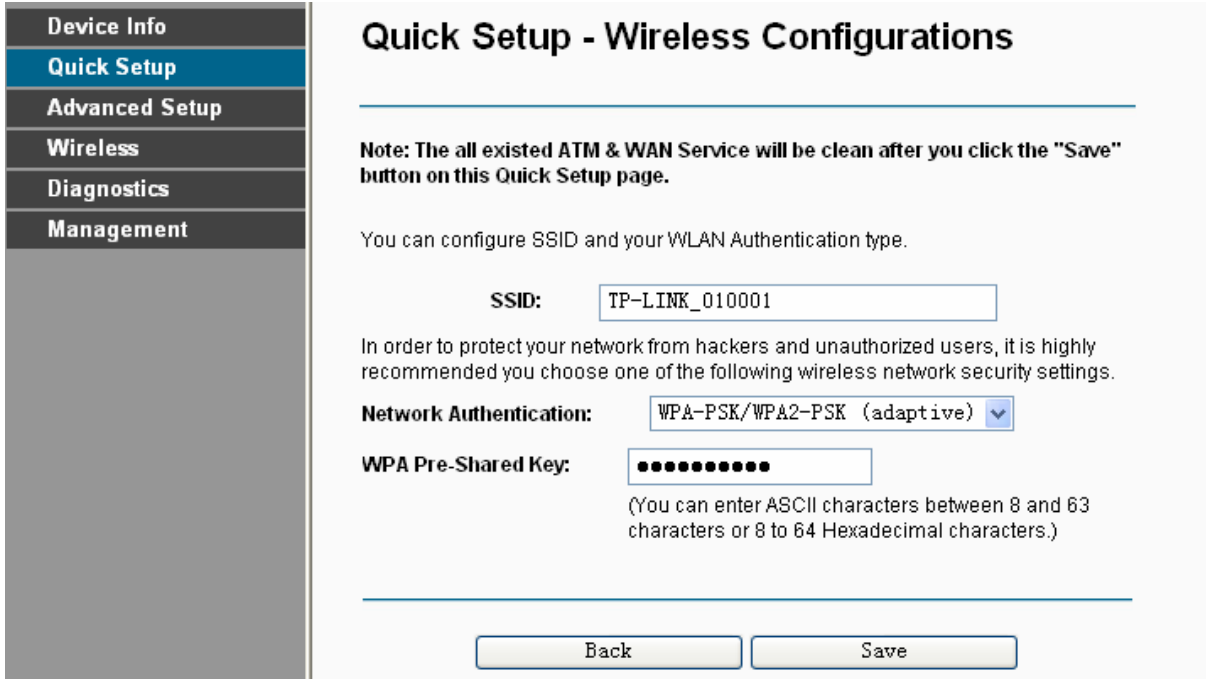 Device Info
Quick Setup
Advanced Setup
Wireless
Diagnostics
Management
Quick Setup - Wireless Configurations
Note: The all existed ATM & WAN Service will be clean after you click the "Save"
button on this Quick Setup page.
You can configure SSID and your WLAN Authentication type.
SSID: TP-LINK_010001
In order to protect your network from hackers and unauthorized users, it is highly
recommended you choose one of the following wireless network security settings.
Network Authentication: WPA-PSK/WPA2-PSK (adaptive)
WPA Pre-Shared Key: ●●●●●●●●●●
(You can enter ASCII characters between 8 and 63
characters or 8 to 64 Hexadecimal characters.)
Back Save